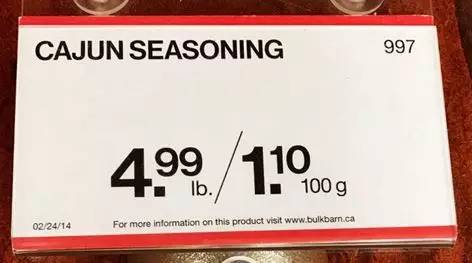 CAJUN SEASONING 997
4.99 lb. / 1.10 100 g
02/24/14 For more information on this product visit www.bulkbarn.ca